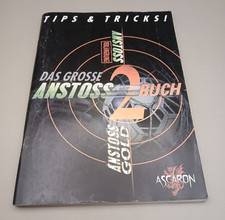 TIPS & TRICKS!
ANSTOSS
DAS GROSSE
ANSTOSS 2 BUCH
ANSTOSS
GOLD
ASCARON